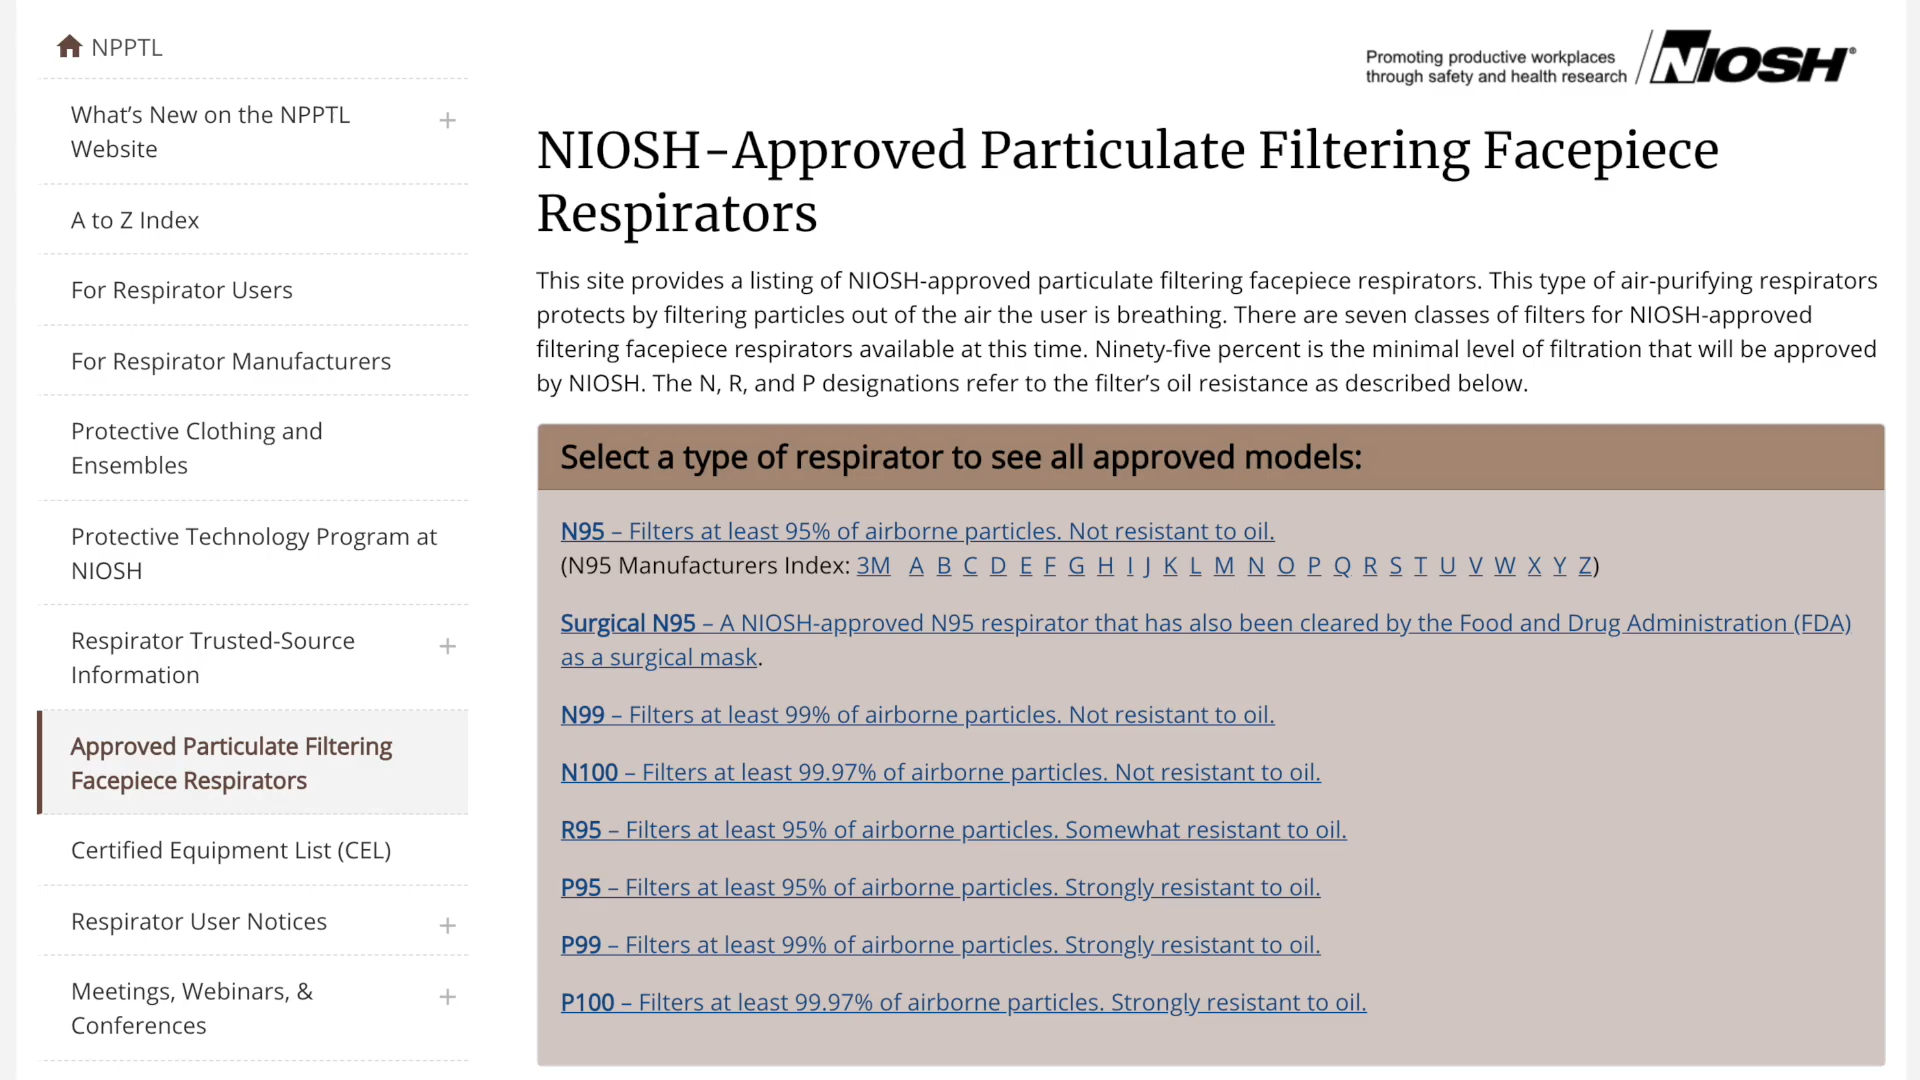 NPPTL
What's New on the NPPTL
Website
A to Z Index
For Respirator Users
For Respirator Manufacturers
Protective Clothing and
Ensembles
Protective Technology Program at
NIOSH
Respirator Trusted-Source
Information
Approved Particulate Filtering
Facepiece Respirators
Certified Equipment List (CEL)
Respirator User Notices
Meetings, Webinars, &
Conferences
Promoting productive workplaces
through safety and health research
NIOSH®
NIOSH-Approved Particulate Filtering Facepiece
Respirators
This site provides a listing of NIOSH-approved particulate filtering facepiece respirators. This type of air-purifying respirators
protects by filtering particles out of the air the user is breathing. There are seven classes of filters for NIOSH-approved
filtering facepiece respirators available at this time. Ninety-five percent is the minimal level of filtration that will be approved
by NIOSH. The N, R, and P designations refer to the filter's oil resistance as described below.
Select a type of respirator to see all approved models:
N95 – Filters at least 95% of airborne particles. Not resistant to oil.
(N95 Manufacturers Index: 3M A B C D E F G H I J K L M N O P Q R S T U V W X Y Z)
Surgical N95 – A NIOSH-approved N95 respirator that has also been cleared by the Food and Drug Administration (FDA)
as a surgical mask.
N99 – Filters at least 99% of airborne particles. Not resistant to oil.
N100 – Filters at least 99.97% of airborne particles. Not resistant to oil.
R95 – Filters at least 95% of airborne particles. Somewhat resistant to oil.
P95 – Filters at least 95% of airborne particles. Strongly resistant to oil.
P99 – Filters at least 99% of airborne particles. Strongly resistant to oil.
P100 – Filters at least 99.97% of airborne particles. Strongly resistant to oil.